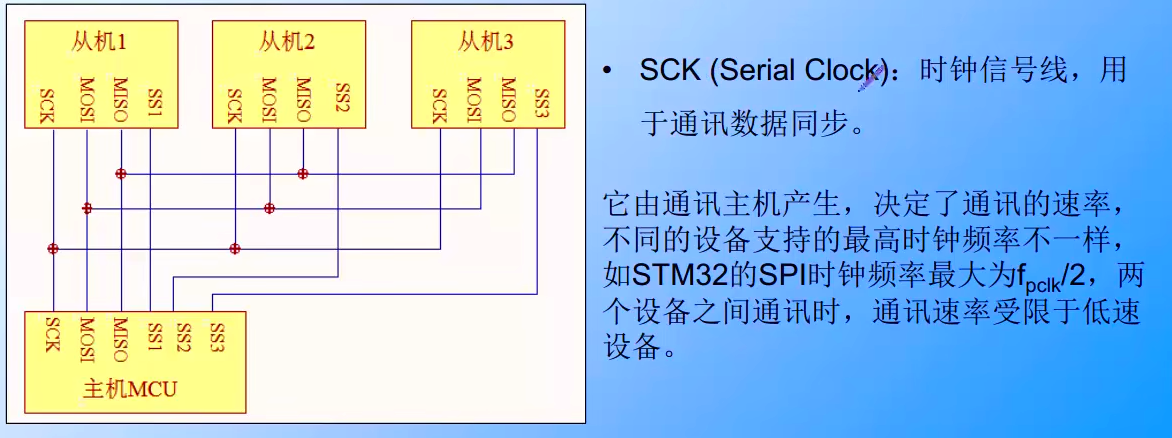 从机1
从机2
从机3
SCK
MOSI
MISO
SS1
SCK
MOSI
MISO
SS2
SCK
MOSI
MISO
SS3
SCK
MOSI
MISO
SS1
SS2
SS3
主机MCU
• SCK (Serial Clock)：时钟信号线，用
于通讯数据同步。
它由通讯主机产生，决定了通讯的速率，
不同的设备支持的最高时钟频率不一样，
如STM32的SPI时钟频率最大为fpclk/2，两
个设备之间通讯时，通讯速率受限于低速
设备。